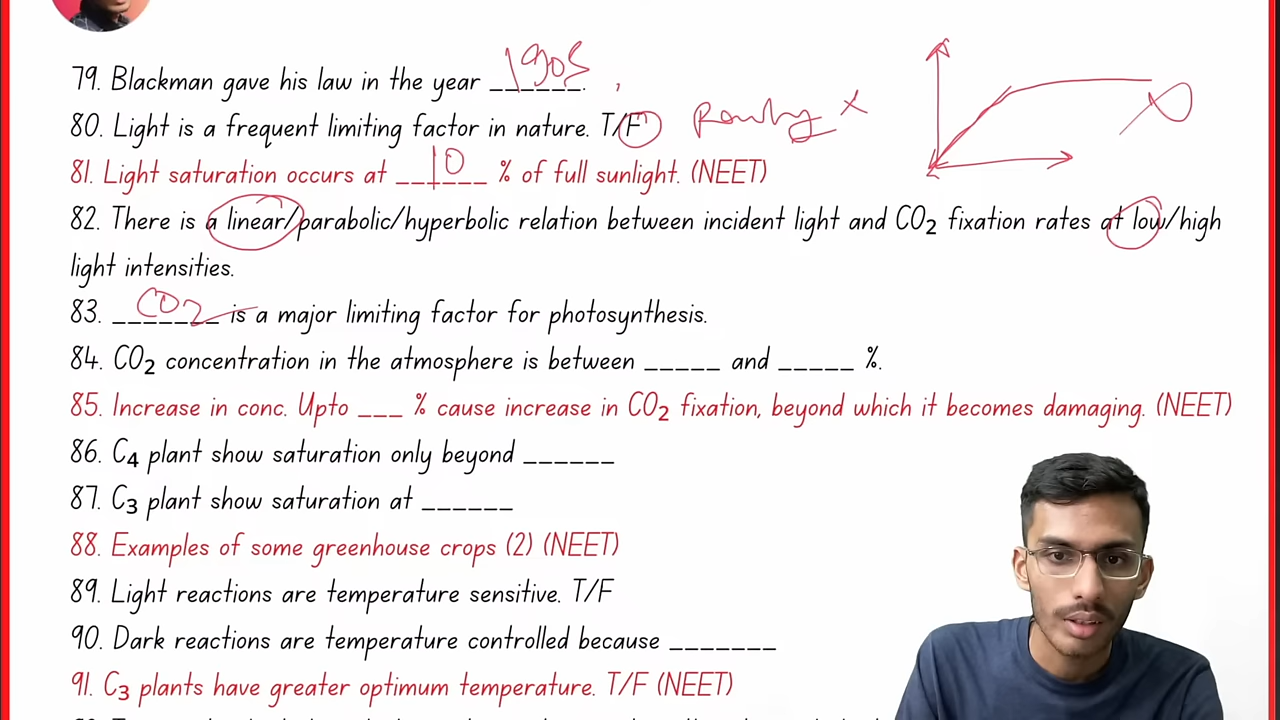 79. Blackman gave his law in the year 1905.
80. Light is a frequent limiting factor in nature. T/F
81. Light saturation occurs at __10__ % of full sunlight. (NEET)
82. There is a linear/parabolic/hyperbolic relation between incident light and CO₂ fixation rates at low/high
light intensities.
83. CO2 is a major limiting factor for photosynthesis.
84. CO₂ concentration in the atmosphere is between _____ and _____ %.
85. Increase in conc. Upto ___ % cause increase in CO₂ fixation, beyond which it becomes damaging. (NEET)
86. C₄ plant show saturation only beyond ______
87. C₃ plant show saturation at ______
88. Examples of some greenhouse crops (2) (NEET)
89. Light reactions are temperature sensitive. T/F
90. Dark reactions are temperature controlled because _______
91. C₃ plants have greater optimum temperature. T/F (NEET)